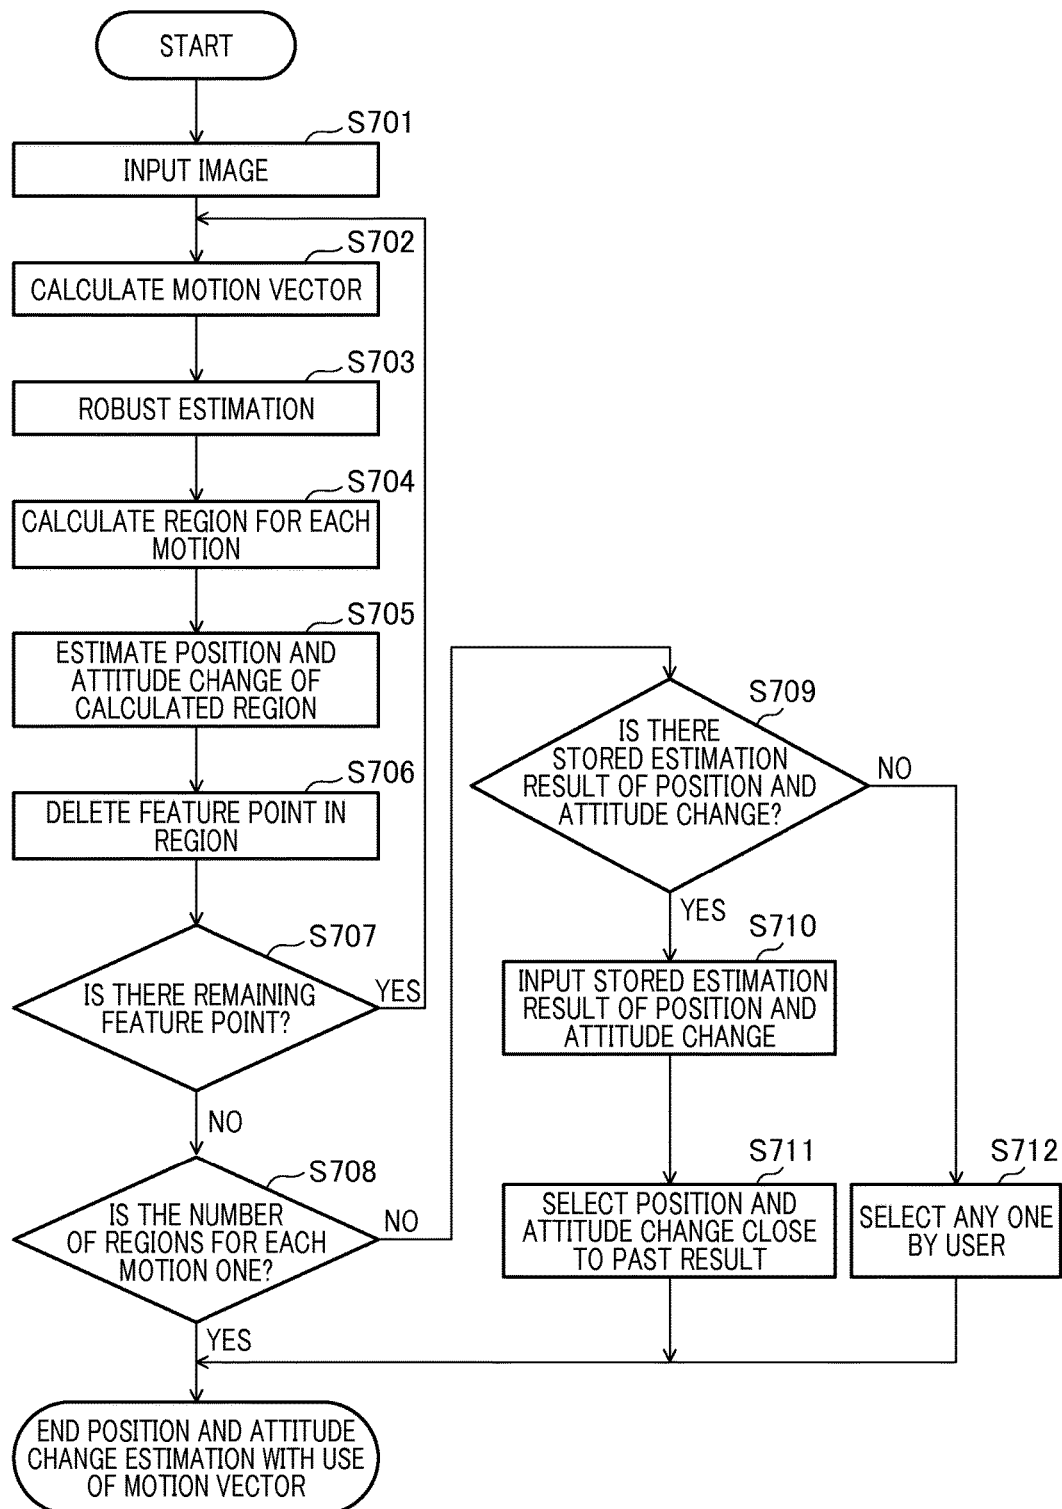 START
S701
INPUT IMAGE
S702
CALCULATE MOTION VECTOR
S703
ROBUST ESTIMATION
S704
CALCULATE REGION FOR EACH
MOTION
S705
ESTIMATE POSITION AND
ATTITUDE CHANGE OF
CALCULATED REGION
S706
DELETE FEATURE POINT IN
REGION
S707
IS THERE REMAINING
FEATURE POINT?
YES
NO
S708
IS THE NUMBER
OF REGIONS FOR EACH
MOTION ONE?
NO
YES
S709
IS THERE
STORED ESTIMATION
RESULT OF POSITION AND
ATTITUDE CHANGE?
NO
YES
S710
INPUT STORED ESTIMATION
RESULT OF POSITION AND
ATTITUDE CHANGE
S711
SELECT POSITION AND
ATTITUDE CHANGE CLOSE
TO PAST RESULT
S712
SELECT ANY ONE
BY USER
END POSITION AND ATTITUDE
CHANGE ESTIMATION WITH USE
OF MOTION VECTOR